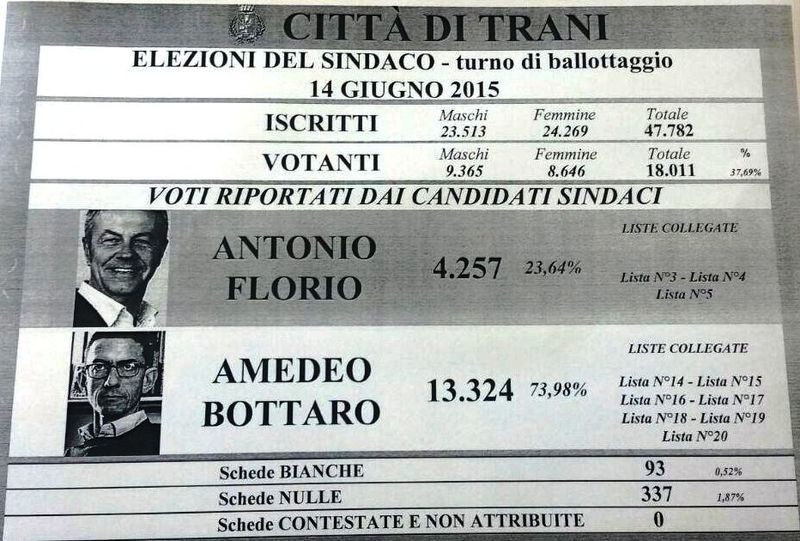 CITTÀ DI TRANI
ELEZIONI DEL SINDACO - turno di ballottaggio
14 GIUGNO 2015
ISCRITTI Maschi 23.513 Femmine 24.269 Totale 47.782
VOTANTI Maschi 9.365 Femmine 8.646 Totale 18.011 % 37,69%
VOTI RIPORTATI DAI CANDIDATI SINDACI
ANTONIO FLORIO 4.257 23,64%
LISTE COLLEGATE
Lista N°3 - Lista N°4
Lista N°5
AMEDEO BOTTARO 13.324 73,98%
LISTE COLLEGATE
Lista N°14 - Lista N°15
Lista N°16 - Lista N°17
Lista N°18 - Lista N°19
Lista N°20
Schede BIANCHE 93 0,52%
Schede NULLE 337 1,87%
Schede CONTESTATE E NON ATTRIBUITE 0